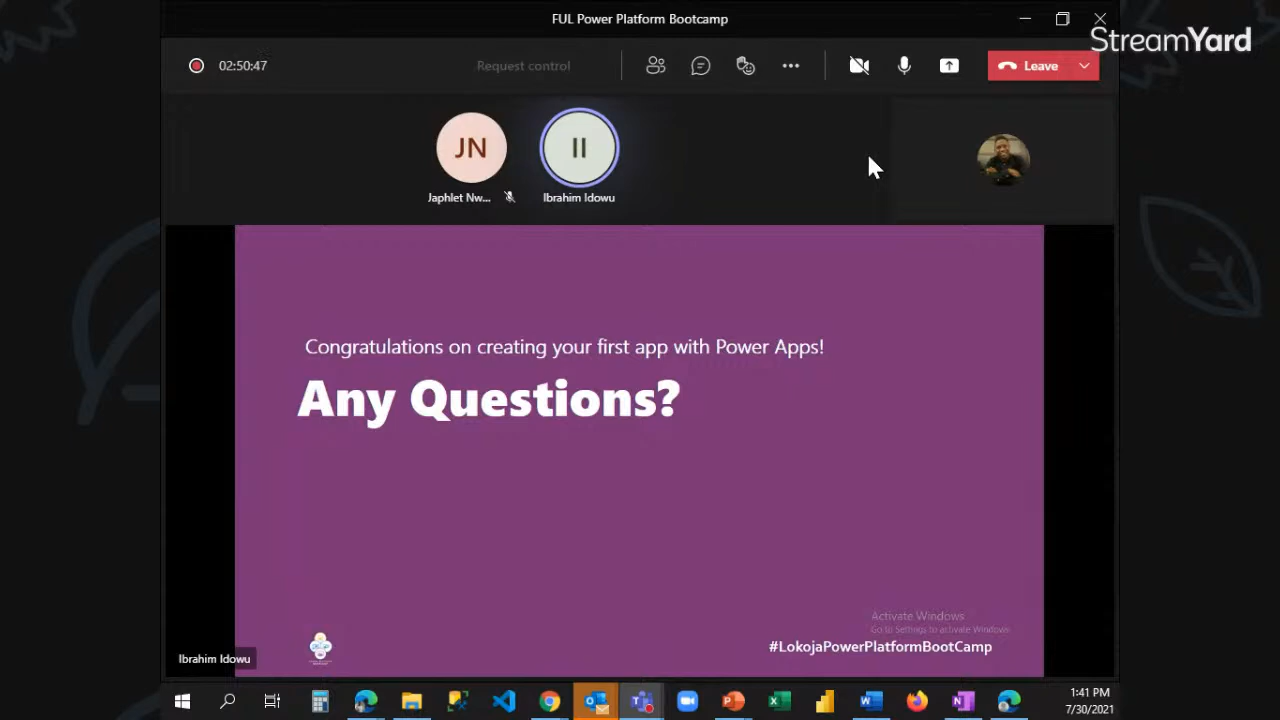 FUL Power Platform Bootcamp
StreamYard
02:50:47
Request control
Leave
JN
II
Japhlet Nw...
Ibrahim Idowu
Congratulations on creating your first app with Power Apps!
Any Questions?
Activate Windows
Go to Settings to activate Windows
#LokojaPowerPlatformBootCamp
Ibrahim Idowu
1:41 PM
7/30/2021